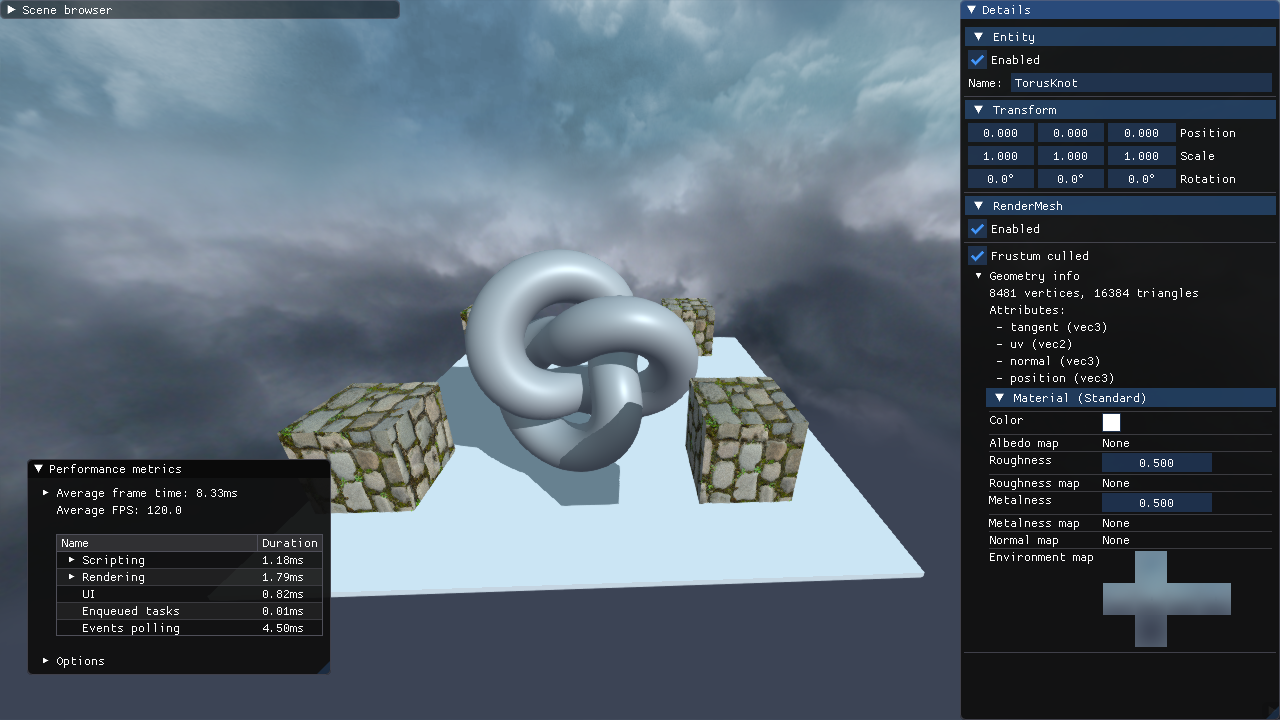 Scene browser
Details
Entity
Enabled
Name: TorusKnot
Transform
0.000 0.000 0.000 Position
1.000 1.000 1.000 Scale
0.0° 0.0° 0.0° Rotation
RenderMesh
Enabled
Frustum culled
Geometry info
8481 vertices, 16384 triangles
Attributes:
- tangent (vec3)
- uv (vec2)
- normal (vec3)
- position (vec3)
Material (Standard)
Color
Albedo map None
Roughness 0.500
Roughness map None
Metalness 0.500
Metalness map None
Normal map None
Environment map
Performance metrics
Average frame time: 8.33ms
Average FPS: 120.0
Name Duration
Scripting 1.18ms
Rendering 1.79ms
UI 0.82ms
Enqueued tasks 0.01ms
Events polling 4.50ms
Options